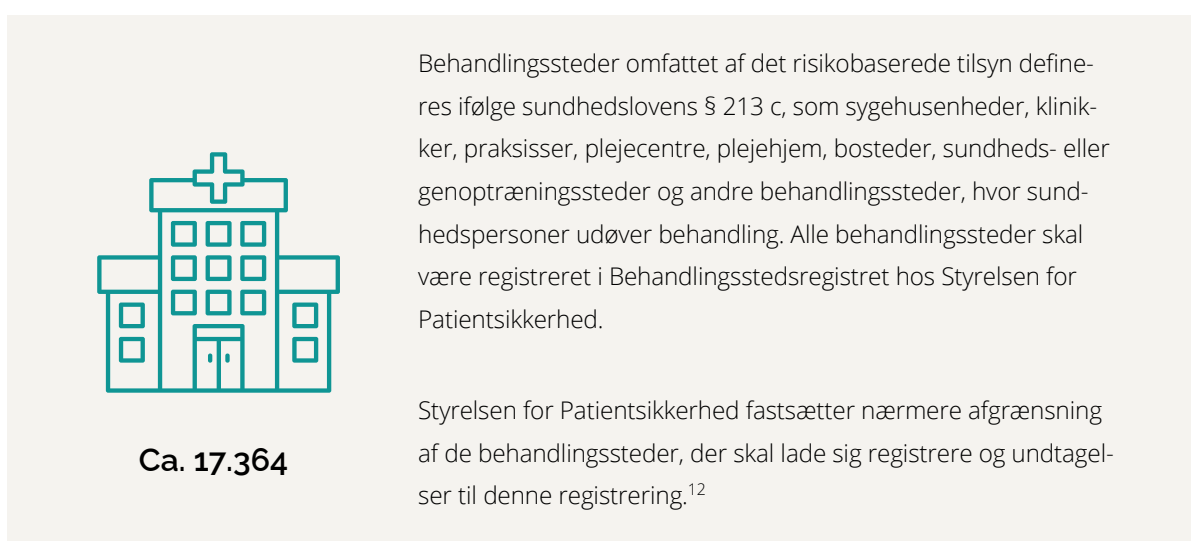 Behandlingssteder omfattet af det risikobaserede tilsyn define-
res ifølge sundhedslovens § 213 c, som sygehusenheder, klinik-
ker, praksisser, plejecentre, plejehjem, bosteder, sundheds- eller
genoptræningssteder og andre behandlingssteder, hvor sund-
hedspersoner udøver behandling. Alle behandlingssteder skal
være registreret i Behandlingsstedsregistret hos Styrelsen for
Patientsikkerhed.
Styrelsen for Patientsikkerhed fastsætter nærmere afgrænsning
af de behandlingssteder, der skal lade sig registrere og undtagel-
ser til denne registrering.12
Ca. 17.364